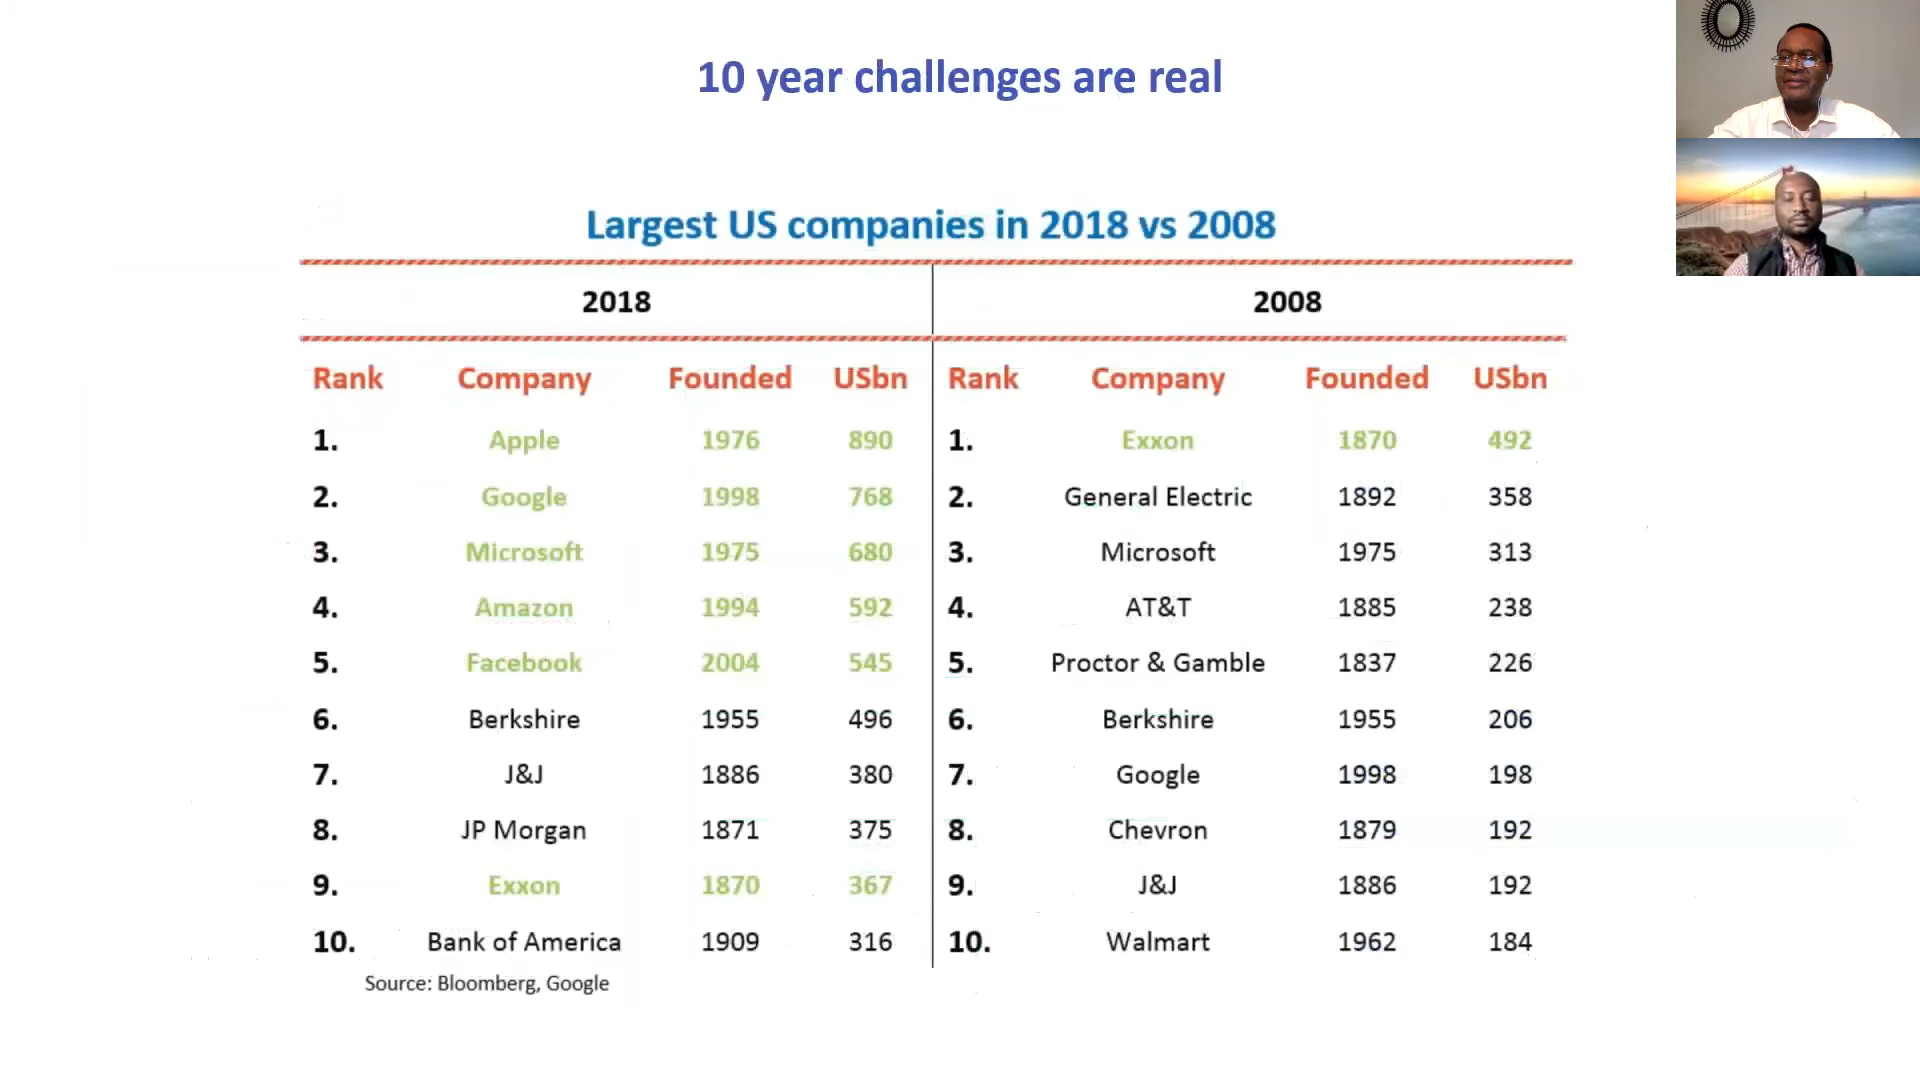 10 year challenges are real
Largest US companies in 2018 vs 2008
2018 2008
Rank Company Founded USbn Rank Company Founded USbn
1. Apple 1976 890 1. Exxon 1870 492
2. Google 1998 768 2. General Electric 1892 358
3. Microsoft 1975 680 3. Microsoft 1975 313
4. Amazon 1994 592 4. AT&T 1885 238
5. Facebook 2004 545 5. Proctor & Gamble 1837 226
6. Berkshire 1955 496 6. Berkshire 1955 206
7. J&J 1886 380 7. Google 1998 198
8. JP Morgan 1871 375 8. Chevron 1879 192
9. Exxon 1870 367 9. J&J 1886 192
10. Bank of America 1909 316 10. Walmart 1962 184
Source: Bloomberg, Google